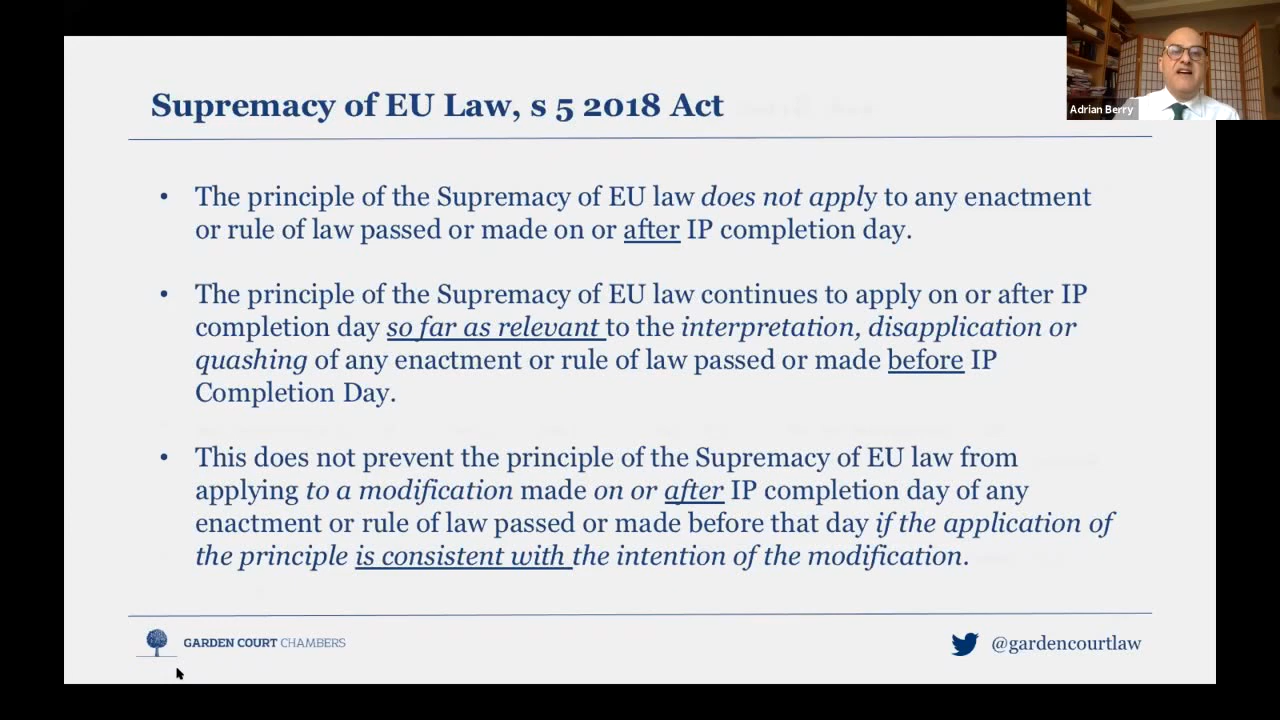 Supremacy of EU Law, s 5 2018 Act
Adrian Berry
• The principle of the Supremacy of EU law does not apply to any enactment
or rule of law passed or made on or after IP completion day.
• The principle of the Supremacy of EU law continues to apply on or after IP
completion day so far as relevant to the interpretation, disapplication or
quashing of any enactment or rule of law passed or made before IP
Completion Day.
• This does not prevent the principle of the Supremacy of EU law from
applying to a modification made on or after IP completion day of any
enactment or rule of law passed or made before that day if the application of
the principle is consistent with the intention of the modification.
GARDEN COURT CHAMBERS
@gardencourtlaw